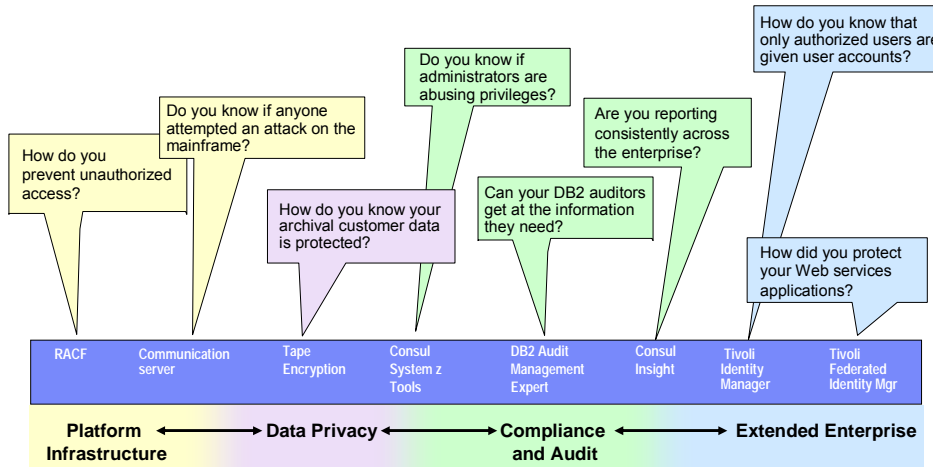 How do you know that
only authorized users are
given user accounts?
Do you know if
administrators are
abusing privileges?
Do you know if anyone
attempted an attack on the
mainframe?
Are you reporting
consistently across
the enterprise?
How do you
prevent unauthorized
access?
How do you know your
archival customer data
is protected?
Can your DB2 auditors
get at the information
they need?
How did you protect
your Web services
applications?
RACF
Communication
server
Tape
Encryption
Consul
System z
Tools
DB2 Audit
Management
Expert
Consul
Insight
Tivoli
Identity
Manager
Tivoli
Federated
Identity Mgr
Platform
Infrastructure
Data Privacy
Compliance
and Audit
Extended Enterprise